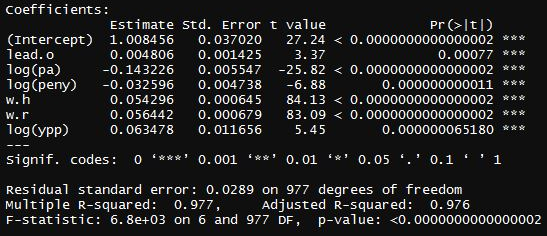 Coefficients:
             Estimate Std. Error t value             Pr(>|t|)
(Intercept)  1.008456   0.037020   27.24 < 0.0000000000000002 ***
lead.o       0.004806   0.001425    3.37              0.00077 ***
log(pa)     -0.143226   0.005547  -25.82 < 0.0000000000000002 ***
log(peny)   -0.032596   0.004738   -6.88       0.000000000011 ***
w.h          0.054296   0.000645   84.13 < 0.0000000000000002 ***
w.r          0.056442   0.000679   83.09 < 0.0000000000000002 ***
log(ypp)     0.063478   0.011656    5.45       0.000000065180 ***
---
Signif. codes:  0 ‘***’ 0.001 ‘**’ 0.01 ‘*’ 0.05 ‘.’ 0.1 ‘ ’ 1
Residual standard error: 0.0289 on 977 degrees of freedom
Multiple R-squared:  0.977,	Adjusted R-squared:  0.976
F-statistic: 6.8e+03 on 6 and 977 DF,  p-value: <0.0000000000000002